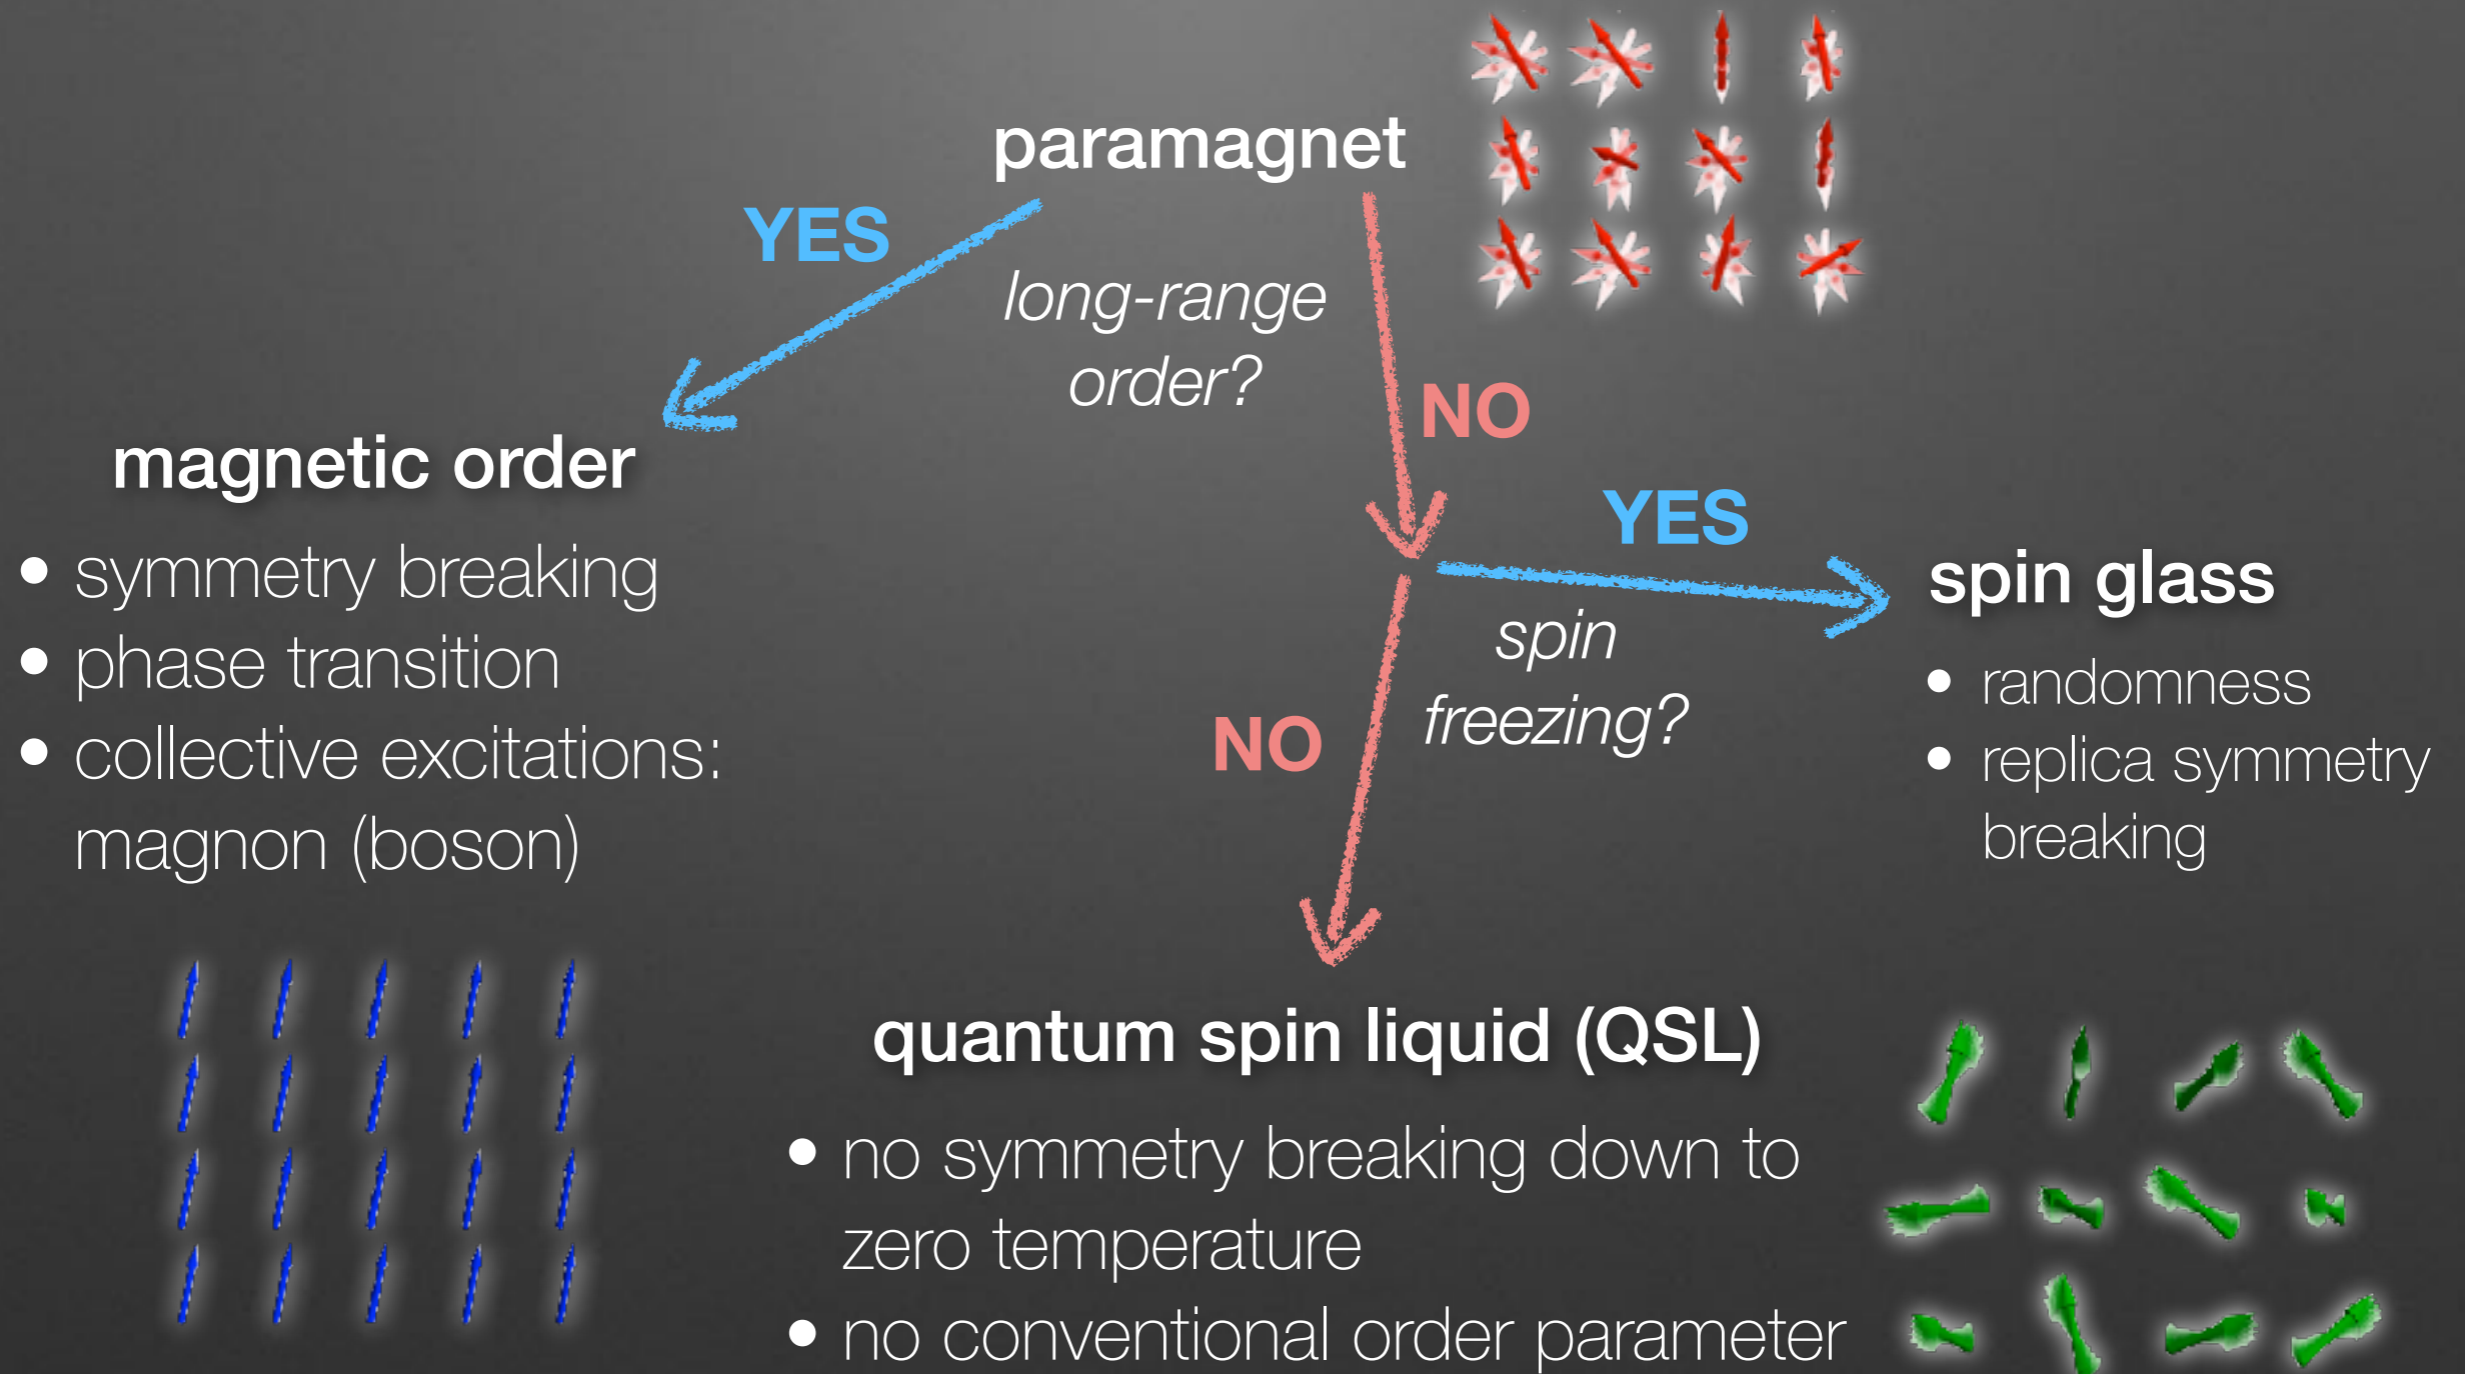 paramagnet
YES
long-range
order?
NO
magnetic order
• symmetry breaking
• phase transition
• collective excitations:
magnon (boson)
YES
spin glass
spin
freezing?
• randomness
• replica symmetry
breaking
NO
quantum spin liquid (QSL)
• no symmetry breaking down to
zero temperature
• no conventional order parameter